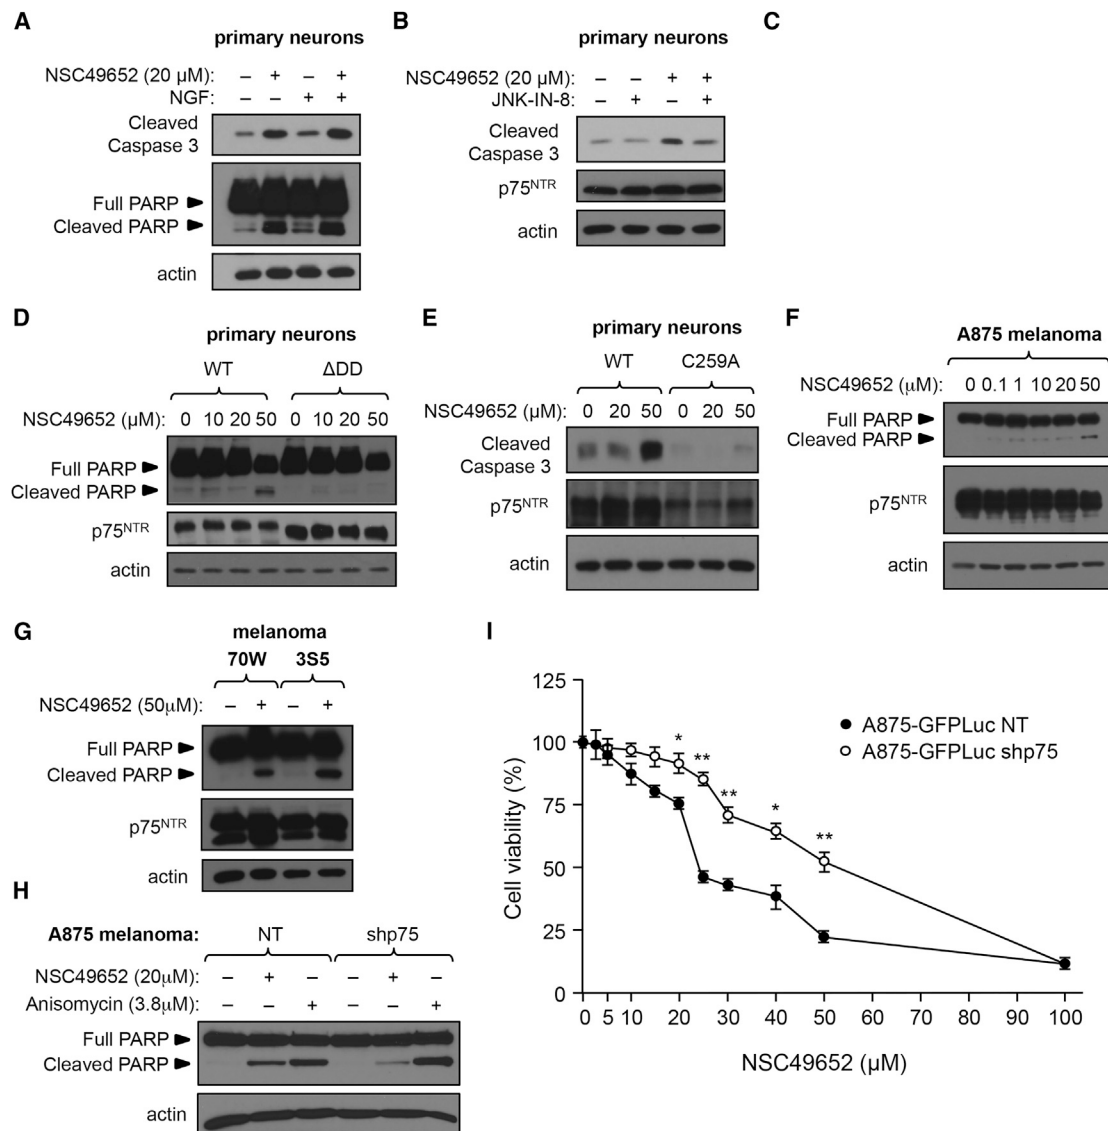 A
primary neurons
NSC49652 (20 μM): – + – +
NGF: – – + +
Cleaved
Caspase 3
Full PARP
Cleaved PARP
actin
B
primary neurons
NSC49652 (20 μM): – – + +
JNK-IN-8: – + – +
Cleaved
Caspase 3
p75NTR
actin
C
D
primary neurons
WT ΔDD
NSC49652 (μM): 0 10 20 50 0 10 20 50
Full PARP
Cleaved PARP
p75NTR
actin
E
primary neurons
WT C259A
NSC49652 (μM): 0 20 50 0 20 50
Cleaved
Caspase 3
p75NTR
actin
F
A875 melanoma
NSC49652 (μM): 0 0.1 1 10 20 50
Full PARP
Cleaved PARP
p75NTR
actin
G
melanoma
70W 3S5
NSC49652 (50μM): – + – +
Full PARP
Cleaved PARP
p75NTR
actin
H
A875 melanoma: NT shp75
NSC49652 (20μM): – + – – + –
Anisomycin (3.8μM): – – + – – +
Full PARP
Cleaved PARP
actin
I
125
100
75
50
25
0
Cell viability (%)
A875-GFPLuc NT
A875-GFPLuc shp75
* ** ** * **
0 5 10 20 30 40 50 60 70 80 90 100
NSC49652 (μM)